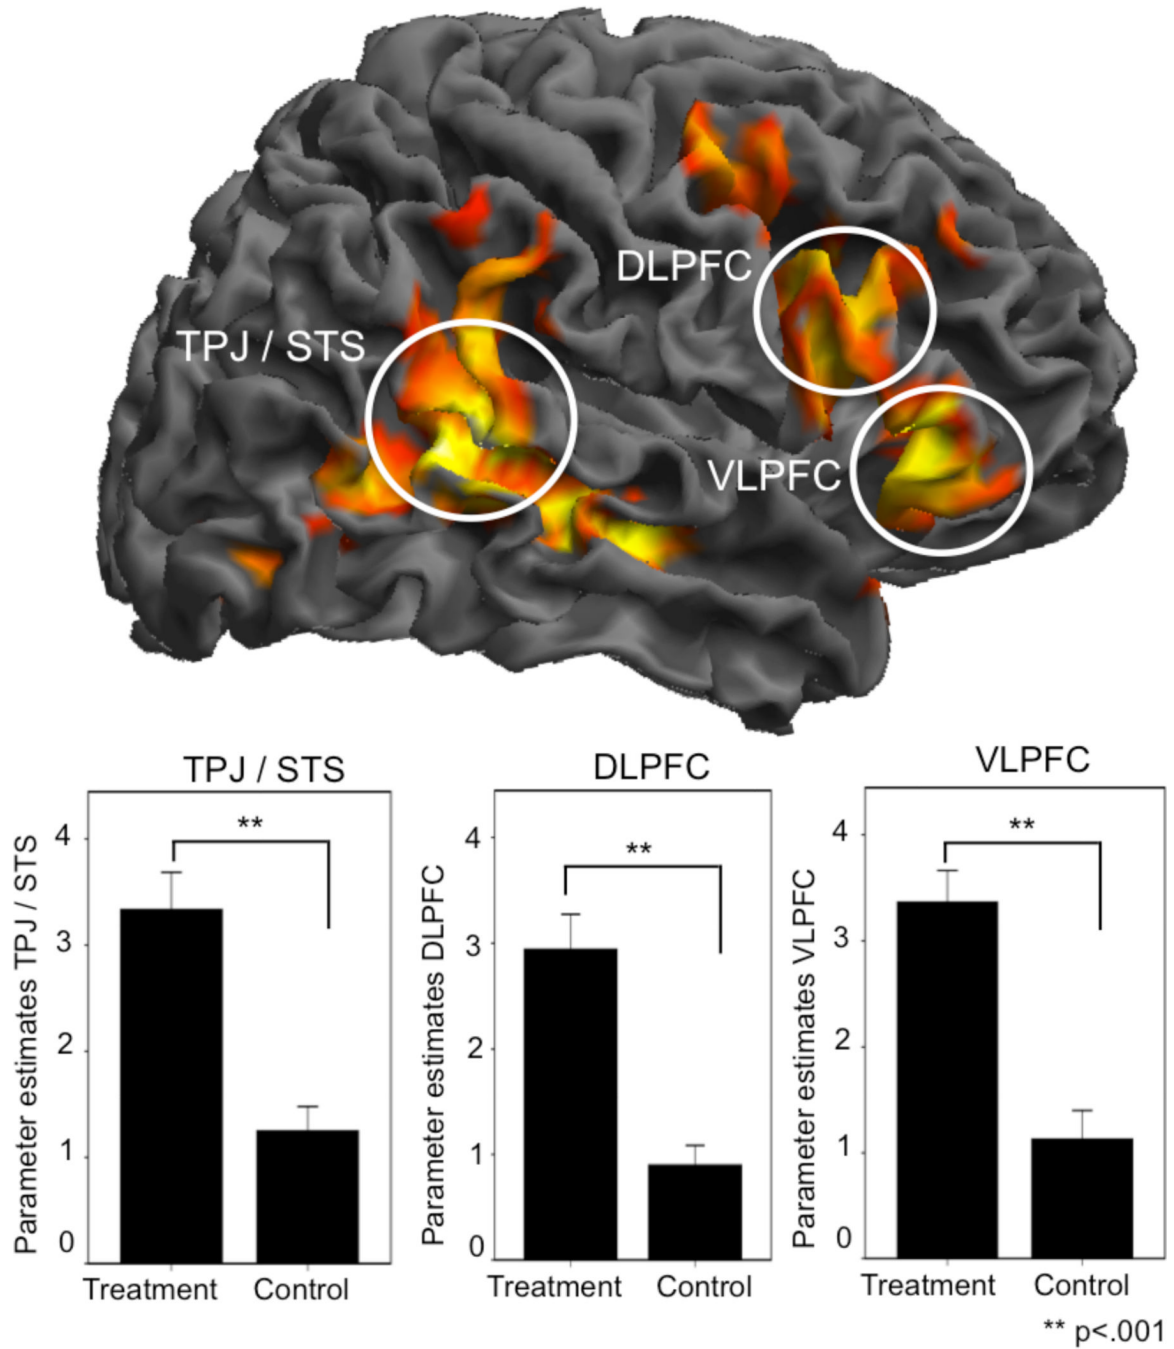 DLPFC
TPJ / STS
VLPFC
TPJ / STS
DLPFC
VLPFC
Parameter estimates TPJ / STS
4
3
2
1
0
**
Treatment
Control
Parameter estimates DLPFC
4
3
2
1
0
**
Treatment
Control
Parameter estimates VLPFC
4
3
2
1
0
**
Treatment
Control
** p<.001